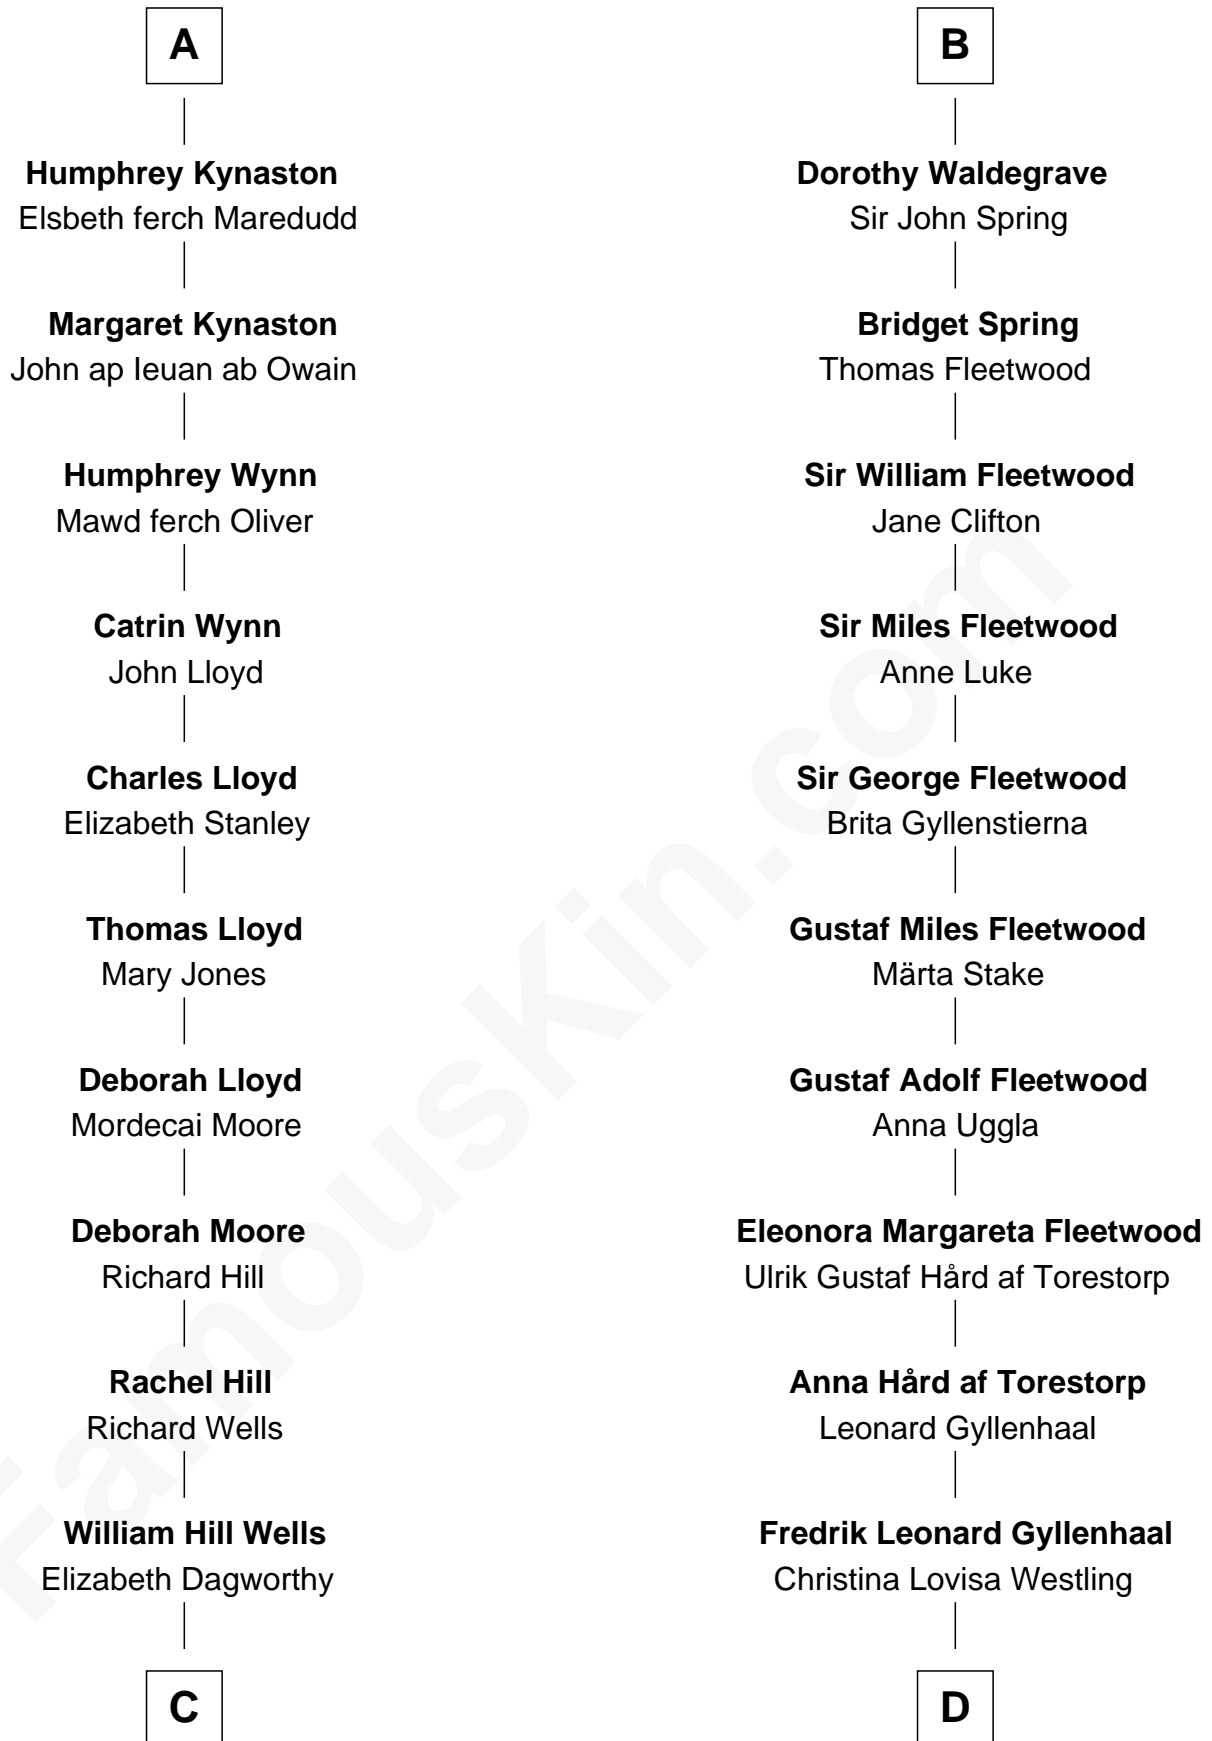 A
Humphrey Kynaston
Elsbeth ferch Maredudd
Margaret Kynaston
John ap Ieuan ab Owain
Humphrey Wynn
Mawd ferch Oliver
Catrin Wynn
John Lloyd
Charles Lloyd
Elizabeth Stanley
Thomas Lloyd
Mary Jones
Deborah Lloyd
Mordecai Moore
Deborah Moore
Richard Hill
Rachel Hill
Richard Wells
William Hill Wells
Elizabeth Dagworthy
C
B
Dorothy Waldegrave
Sir John Spring
Bridget Spring
Thomas Fleetwood
Sir William Fleetwood
Jane Clifton
Sir Miles Fleetwood
Anne Luke
Sir George Fleetwood
Brita Gyllenstierna
Gustaf Miles Fleetwood
Märta Stake
Gustaf Adolf Fleetwood
Anna Uggla
Eleonora Margareta Fleetwood
Ulrik Gustaf Hård af Torestorp
Anna Hård af Torestorp
Leonard Gyllenhaal
Fredrik Leonard Gyllenhaal
Christina Lovisa Westling
D
FamousKin.com